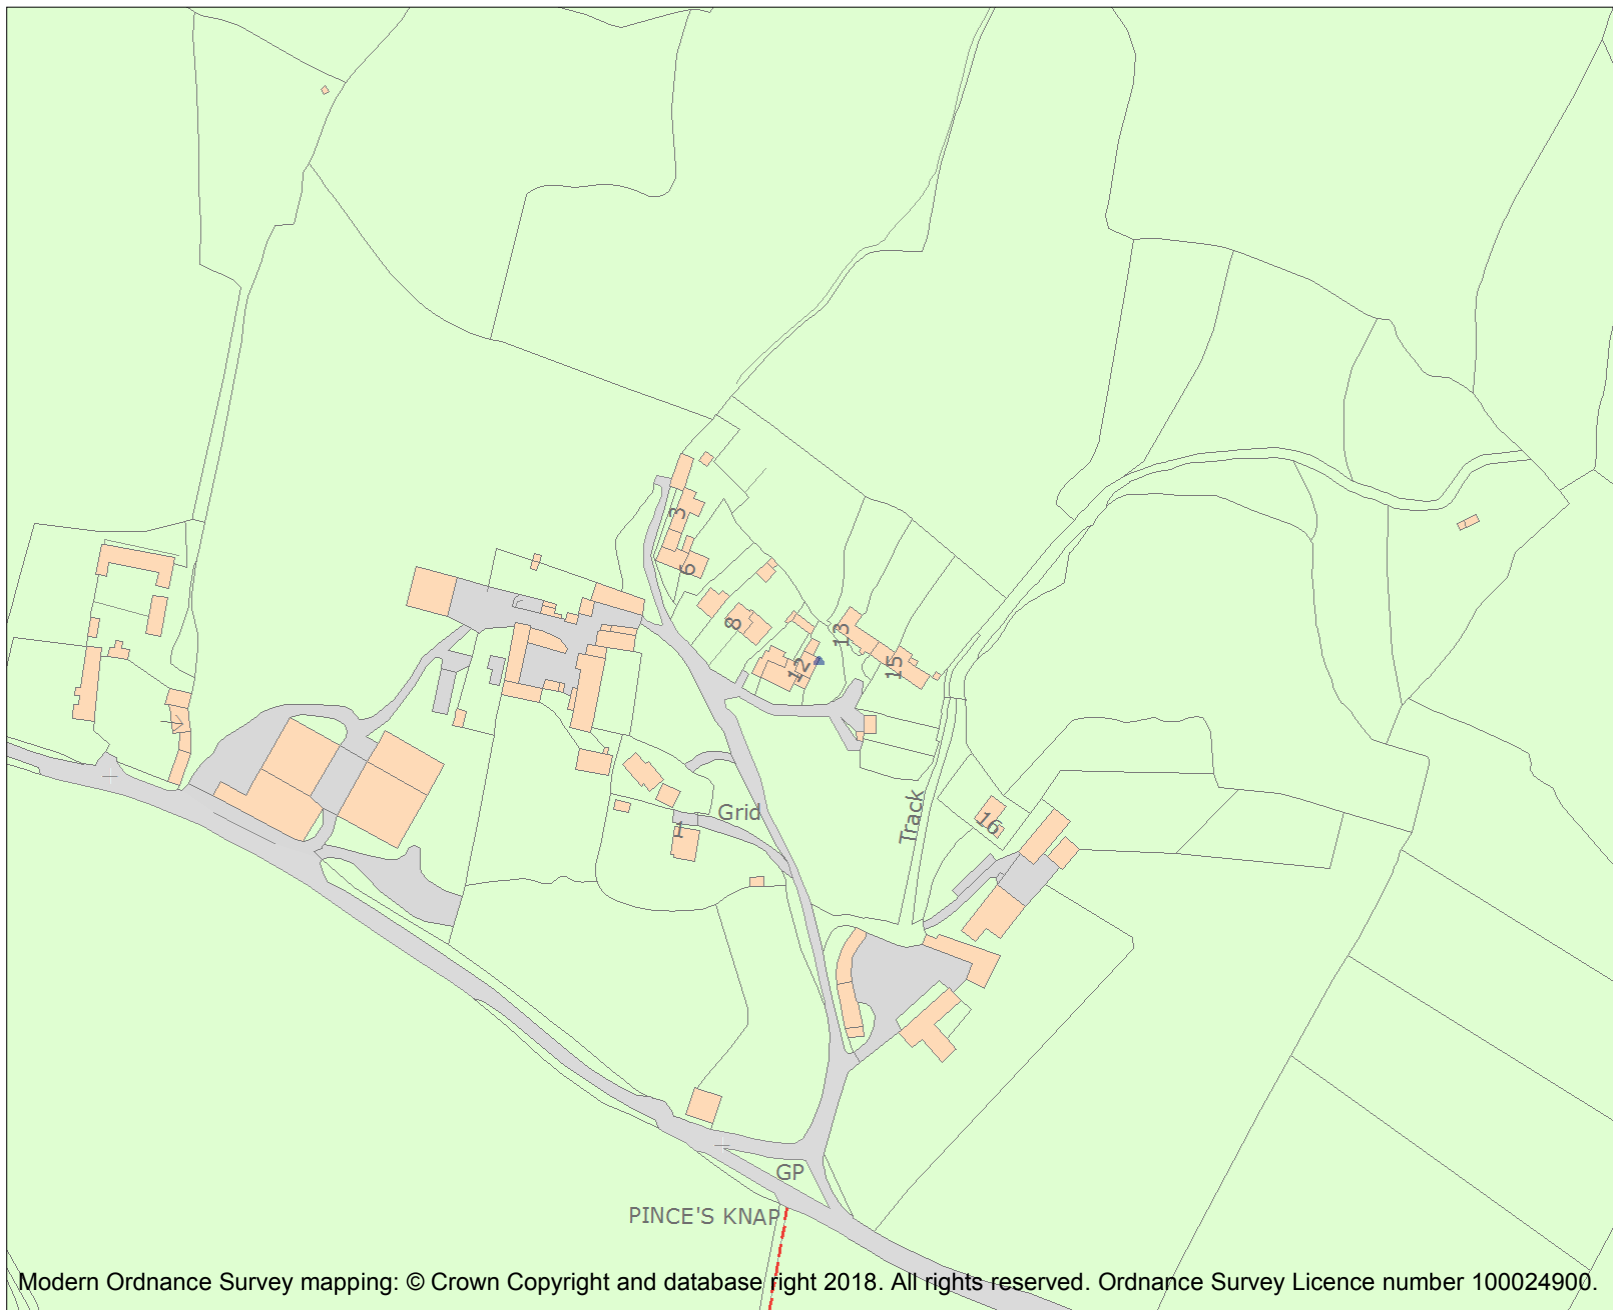 3
6
8
13
12
15
Grid
1
Track
16
GP
PINCE'S KNAP
Modern Ordnance Survey mapping: © Crown Copyright and database right 2018. All rights reserved. Ordnance Survey Licence number 100024900.